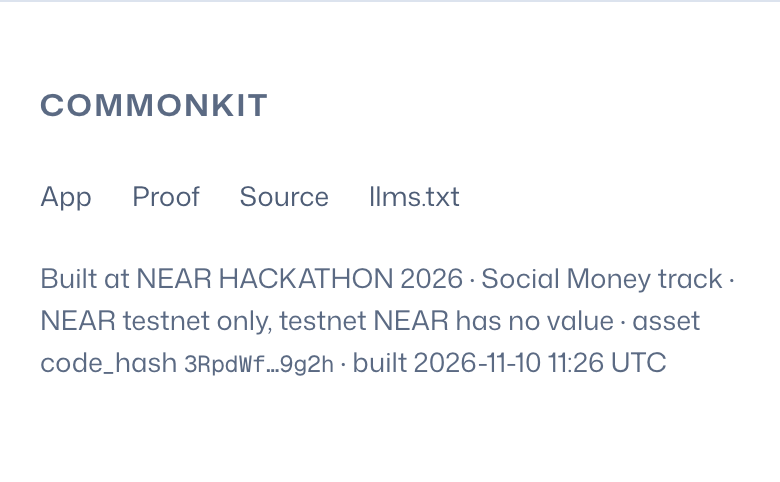 COMMONKIT
App Proof Source llms.txt
Built at NEAR HACKATHON 2026 · Social Money track ·
NEAR testnet only, testnet NEAR has no value · asset
code_hash 3RpdWf…9g2h · built 2026-11-10 11:26 UTC